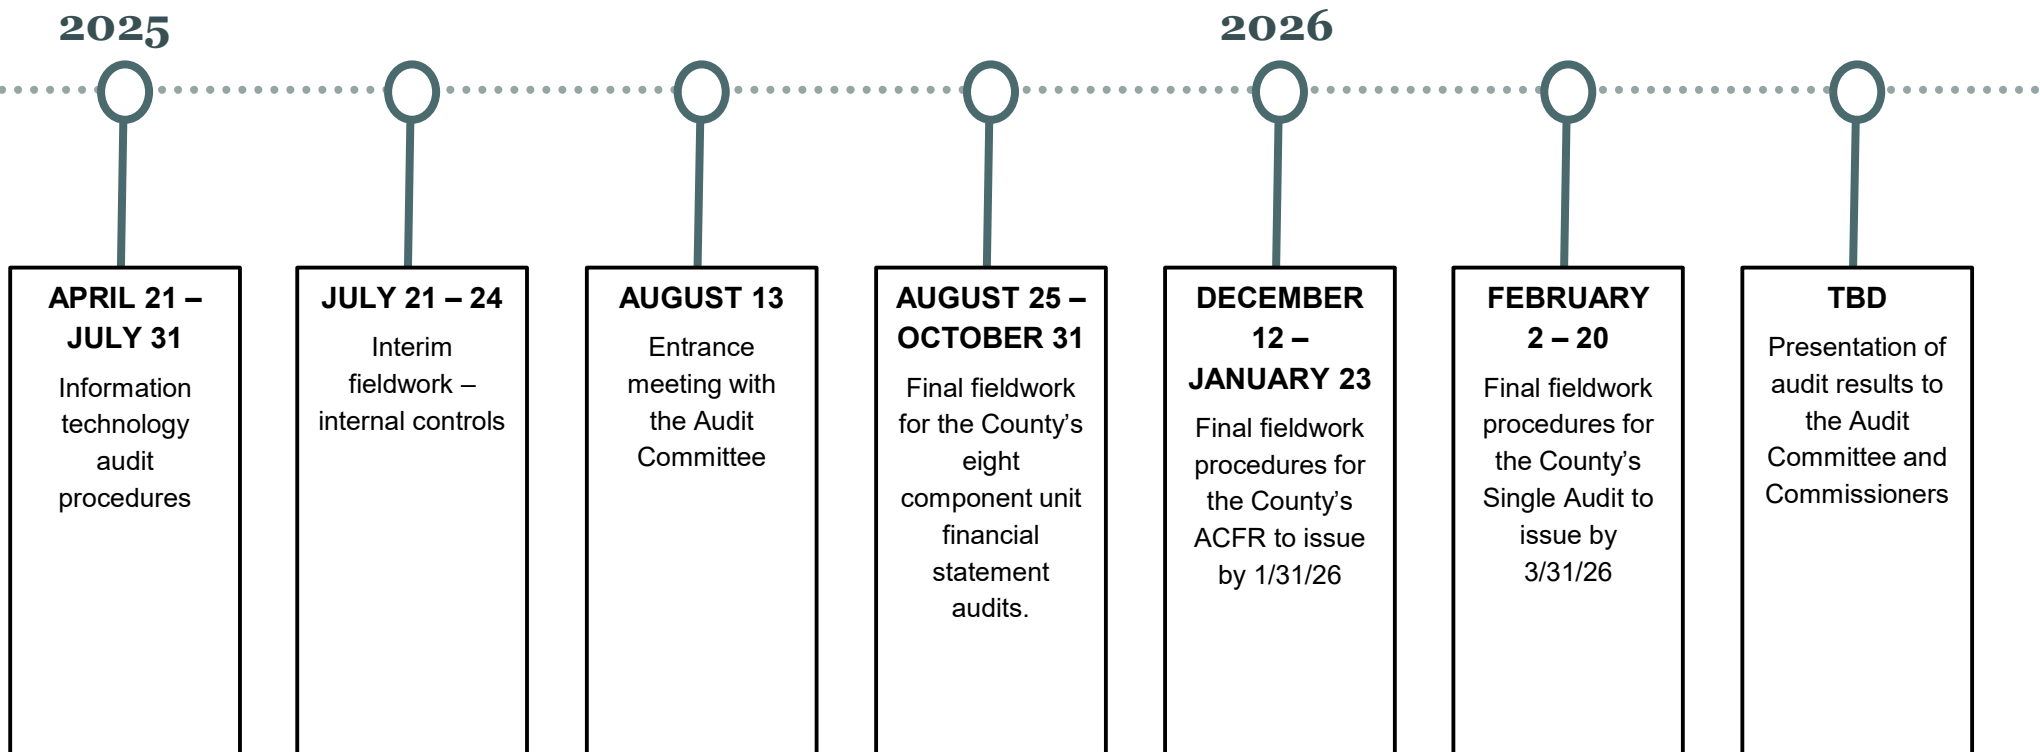 2025
2026
APRIL 21 –
JULY 31
Information
technology
audit
procedures
JULY 21 – 24
Interim
fieldwork –
internal controls
AUGUST 13
Entrance
meeting with
the Audit
Committee
AUGUST 25 –
OCTOBER 31
Final fieldwork
for the County’s
eight
component unit
financial
statement
audits.
DECEMBER
12 –
JANUARY 23
Final fieldwork
procedures for
the County’s
ACFR to issue
by 1/31/26
FEBRUARY
2 – 20
Final fieldwork
procedures for
the County’s
Single Audit to
issue by
3/31/26
TBD
Presentation of
audit results to
the Audit
Committee and
Commissioners